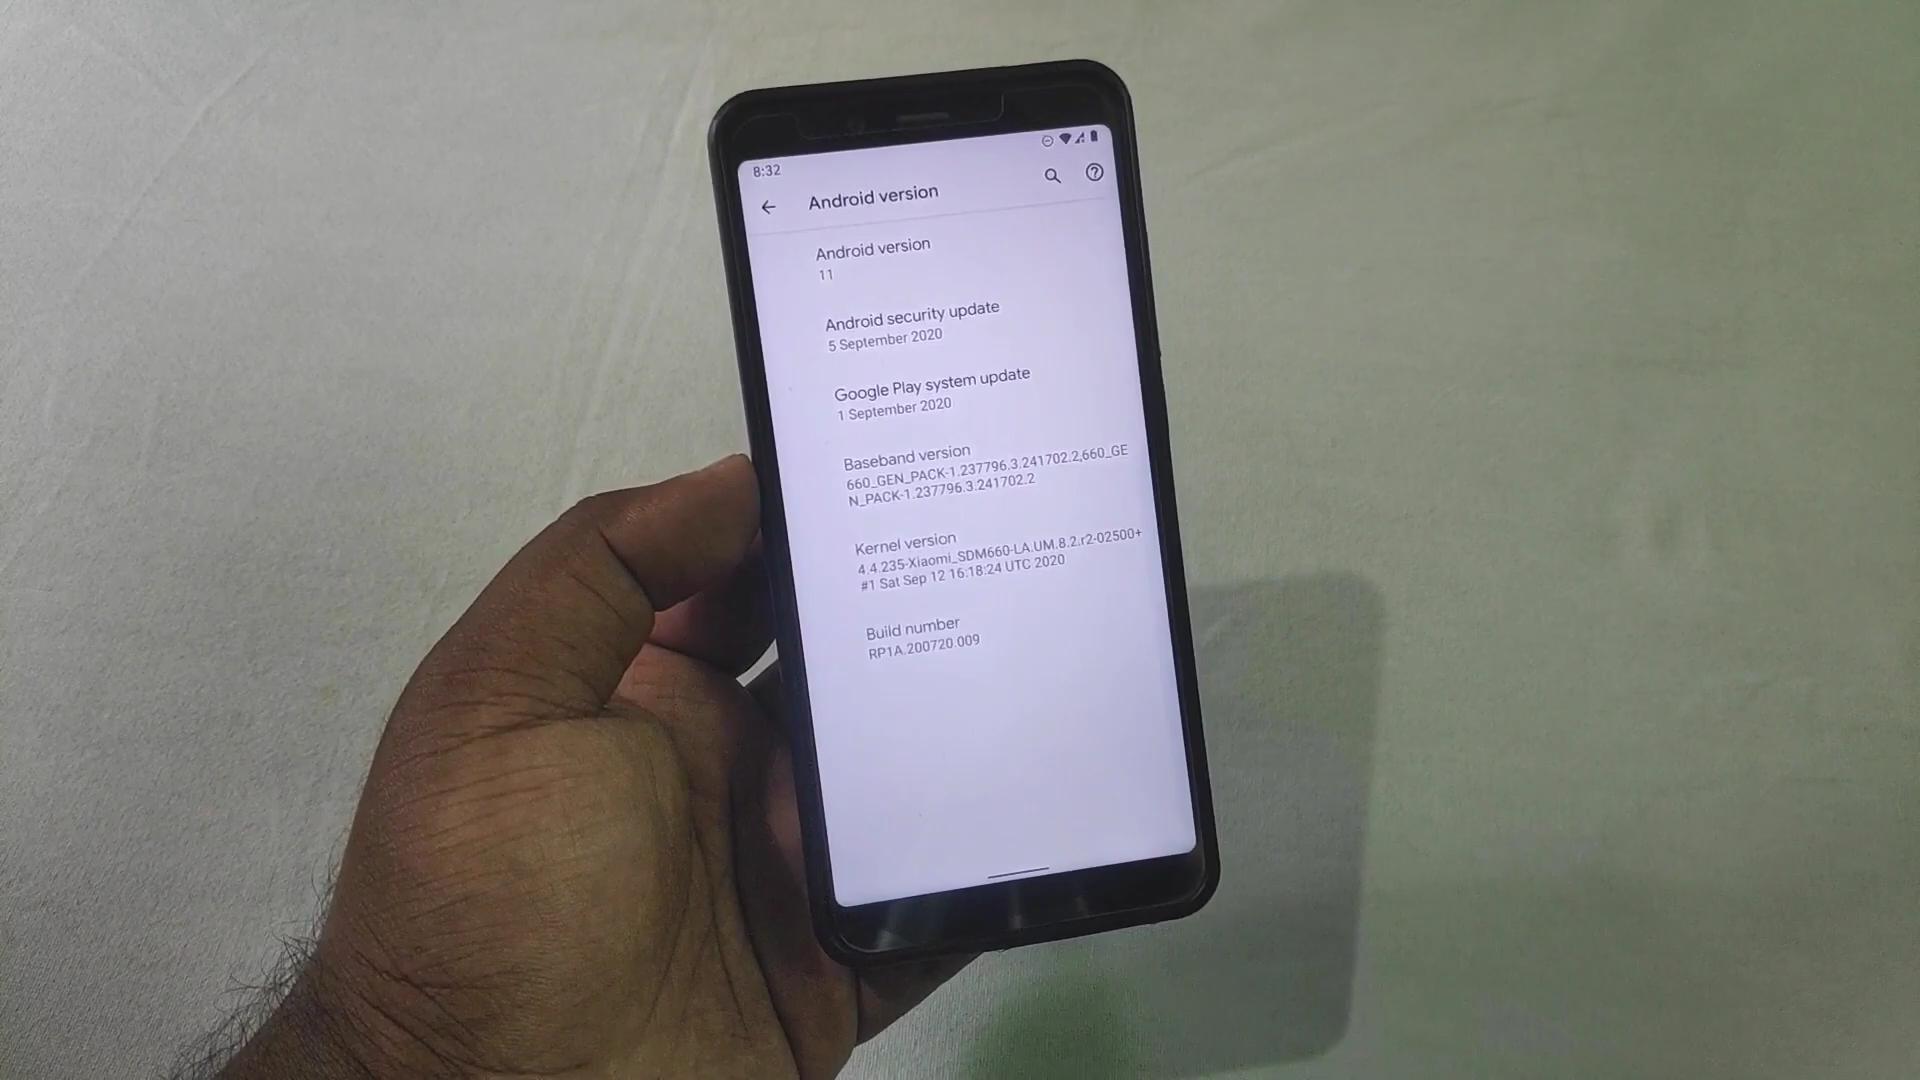 8:32
Android version
Android version
11
Android security update
5 September 2020
Google Play system update
1 September 2020
Baseband version
660_GEN_PACK-1.237796.3.241702.2,660_GE
N_PACK-1.237796.3.241702.2
Kernel version
4.4.235-Xiaomi_SDM660-LA.UM.8.2.r2-02500+
#1 Sat Sep 12 16:18:24 UTC 2020
Build number
RP1A.200720.009